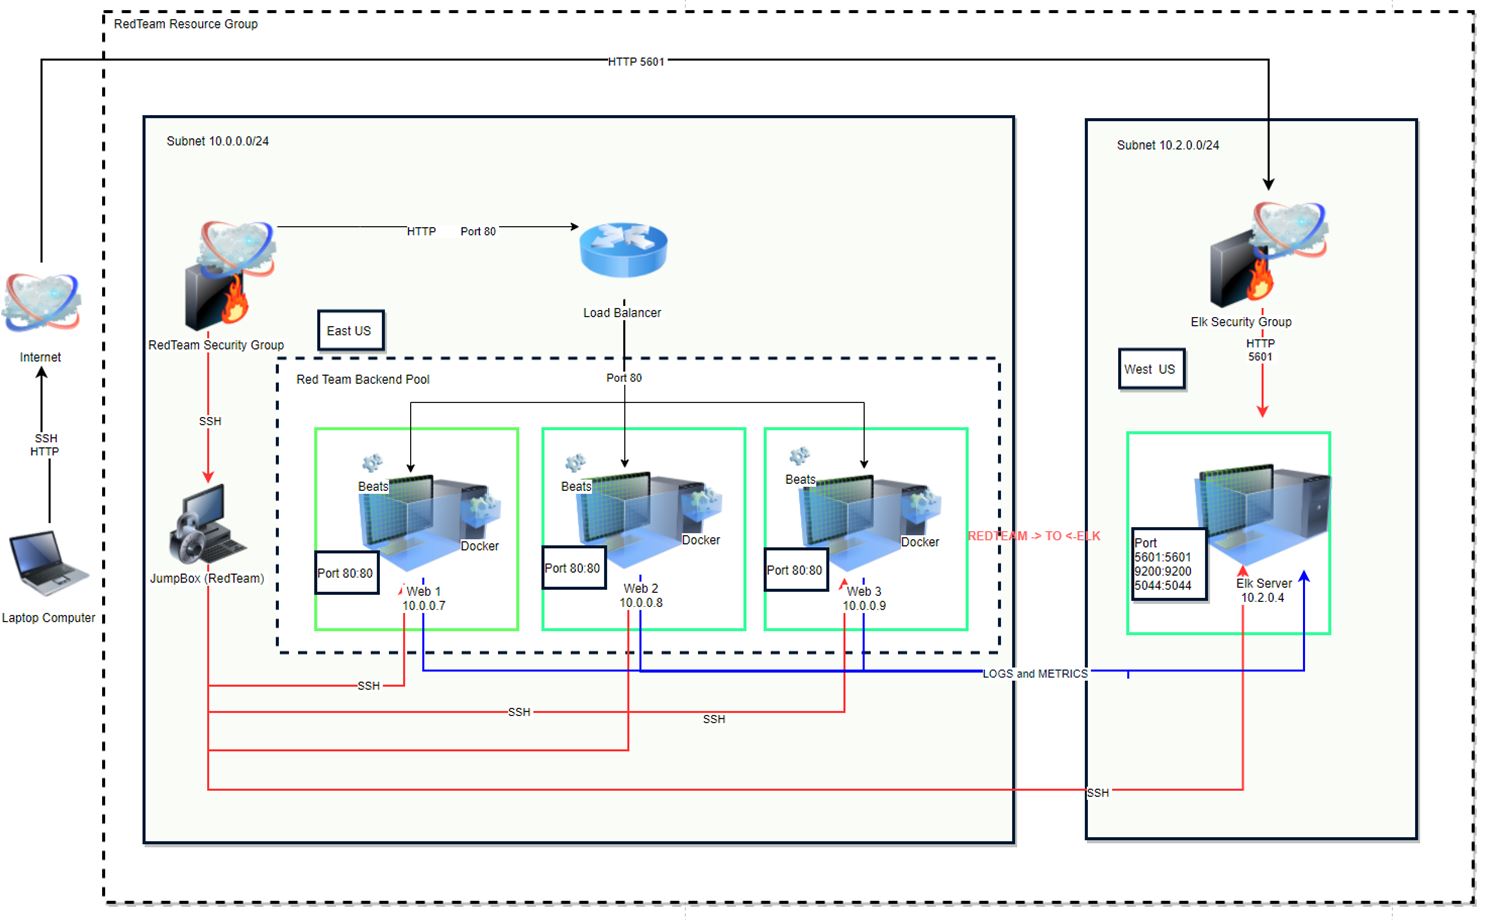 RedTeam Resource Group
HTTP 5601
Subnet 10.0.0.0/24
Subnet 10.2.0.0/24
HTTP
Port 80
Load Balancer
East US
RedTeam Security Group
Elk Security Group
HTTP
5601
West  US
Internet
Red Team Backend Pool
Port 80
SSH
SSH
HTTP
Beats
Beats
Beats
Docker
Docker
Docker
REDTEAM -> TO <-ELK
Port
5601:5601
9200:9200
5044:5044
Port 80:80
Port 80:80
Port 80:80
JumpBox (RedTeam)
Web 1
10.0.0.7
Web 2
10.0.0.8
Web 3
10.0.0.9
Elk Server
10.2.0.4
Laptop Computer
LOGS and METRICS
SSH
SSH
SSH
SSH